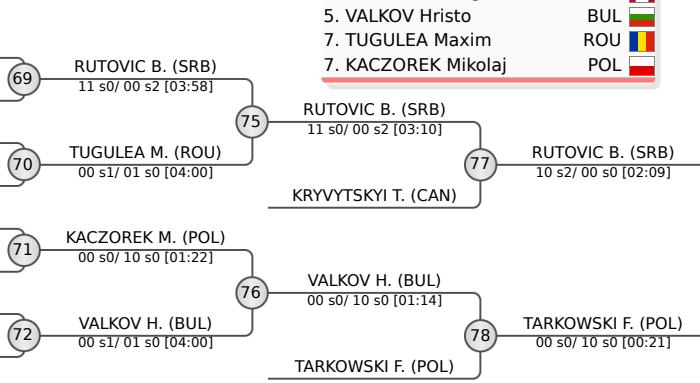 5. VALKOV Hristo BUL
7. TUGULEA Maxim ROU
7. KACZOREK Mikolaj POL
69
RUTOVIC B. (SRB)
11 s0/ 00 s2 [03:58]
75
RUTOVIC B. (SRB)
11 s0/ 00 s2 [03:10]
70
TUGULEA M. (ROU)
00 s1/ 01 s0 [04:00]
77
RUTOVIC B. (SRB)
10 s2/ 00 s0 [02:09]
KRYVYTSKYI T. (CAN)
71
KACZOREK M. (POL)
00 s0/ 10 s0 [01:22]
76
VALKOV H. (BUL)
00 s0/ 10 s0 [01:14]
72
VALKOV H. (BUL)
00 s1/ 01 s0 [04:00]
78
TARKOWSKI F. (POL)
00 s0/ 10 s0 [00:21]
TARKOWSKI F. (POL)